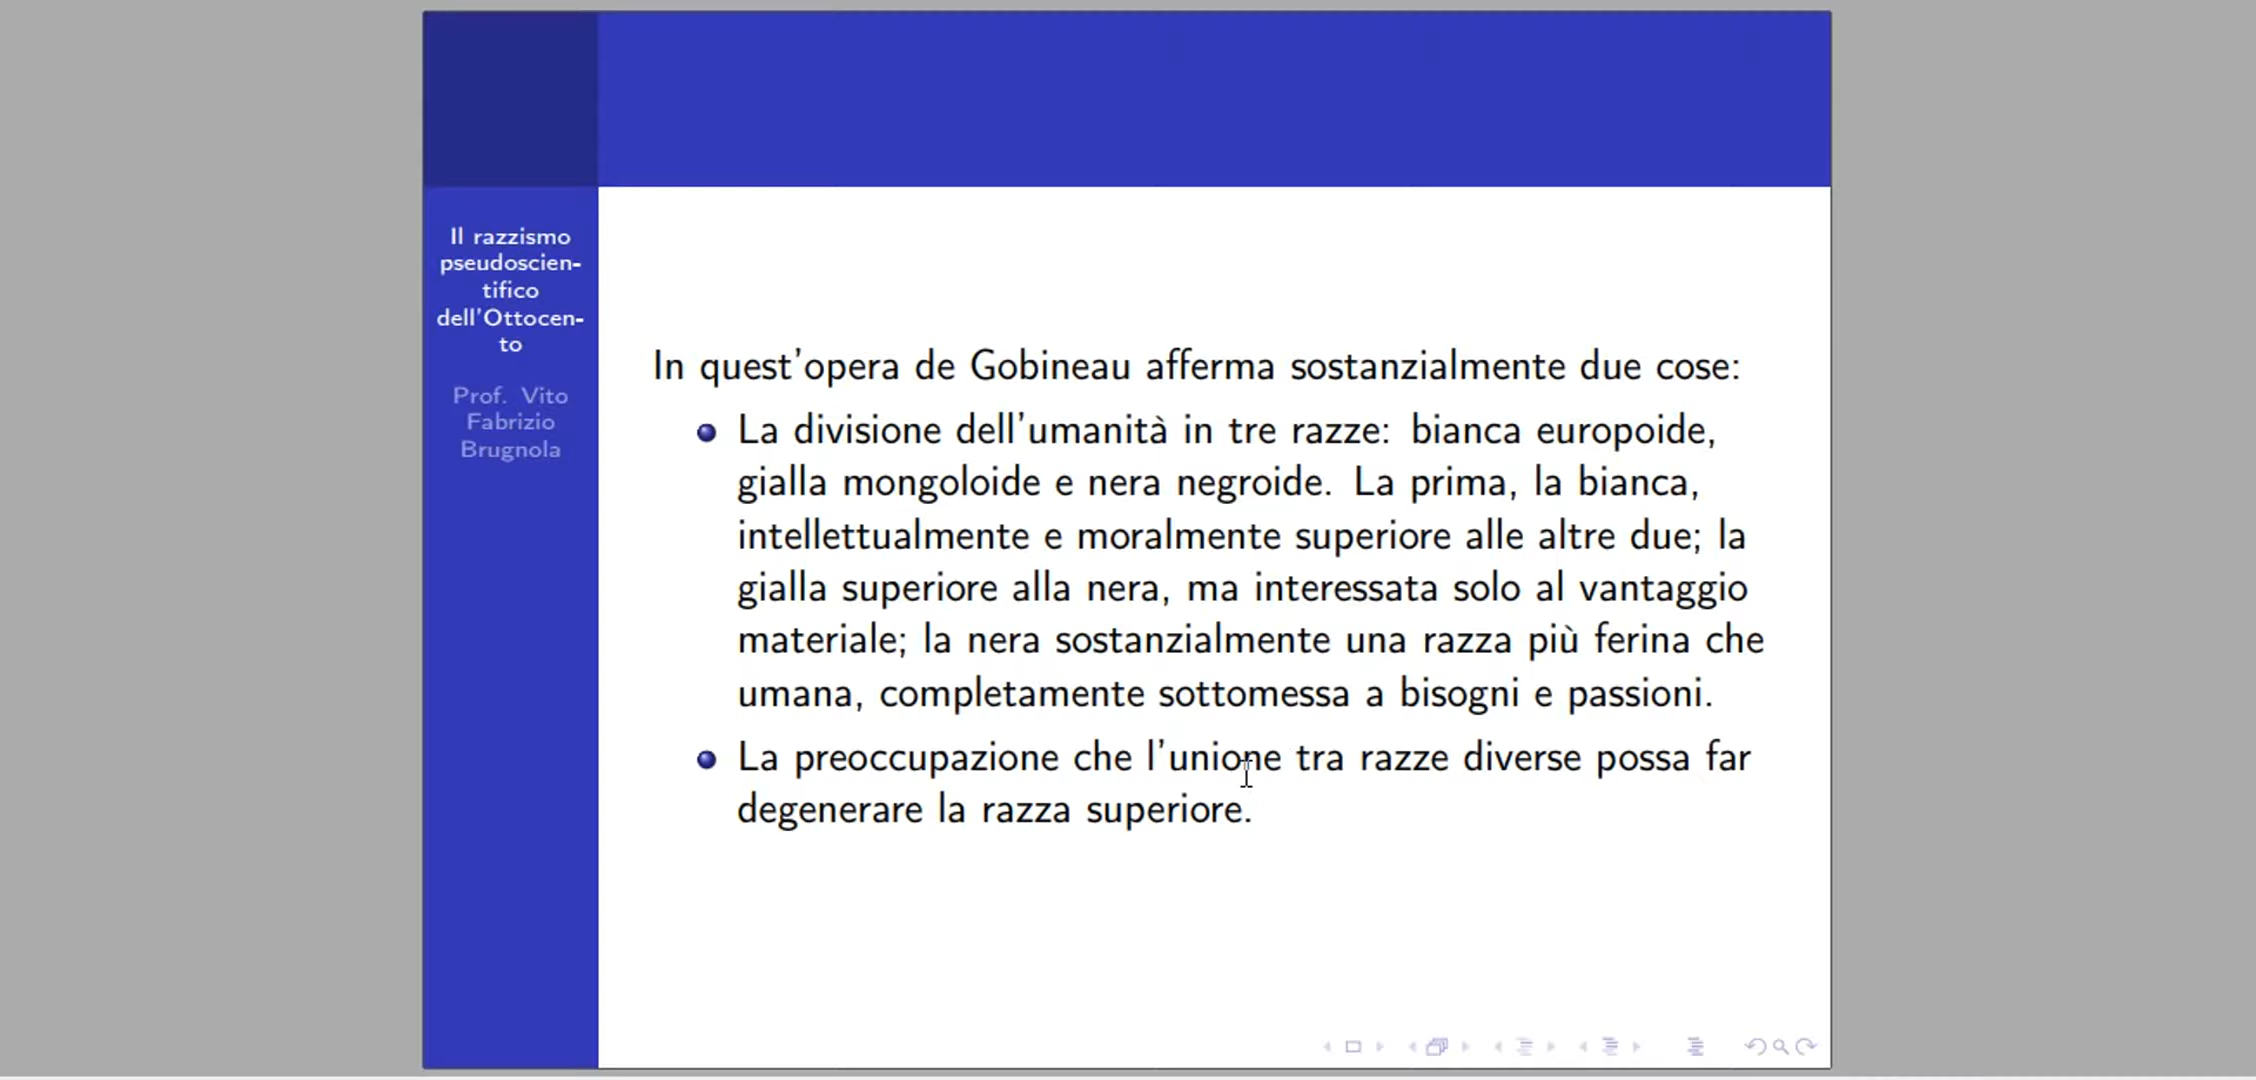 Il razzismo
pseudoscien-
tifico
dell'Ottocen-
to
Prof. Vito
Fabrizio
Brugnola
In quest'opera de Gobineau afferma sostanzialmente due cose:
La divisione dell'umanità in tre razze: bianca europoide,
gialla mongoloide e nera negroide. La prima, la bianca,
intellettualmente e moralmente superiore alle altre due; la
gialla superiore alla nera, ma interessata solo al vantaggio
materiale; la nera sostanzialmente una razza più ferina che
umana, completamente sottomessa a bisogni e passioni.
La preoccupazione che l'unione tra razze diverse possa far
degenerare la razza superiore.